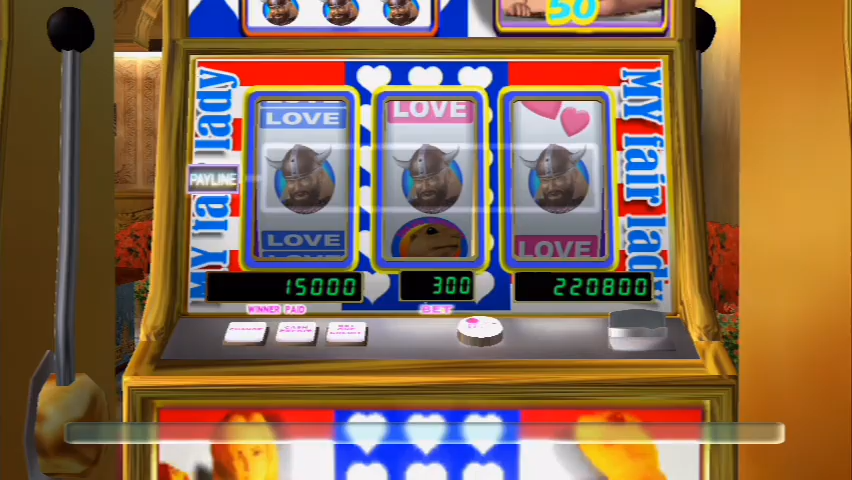 50
My fair lady
My fair lady
LOVE
LOVE
PAYLINE
LOVE
LOVE
15000
300
220800
WINNER PAID
BET